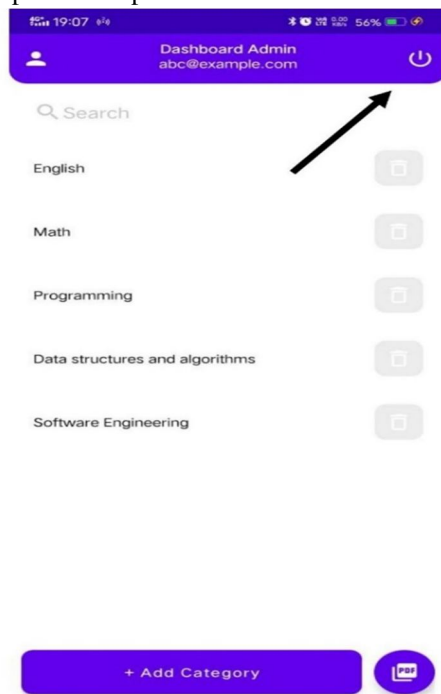 19:07
56%
Dashboard Admin
abc@example.com
Search
English
Math
Programming
Data structures and algorithms
Software Engineering
+ Add Category
PDF